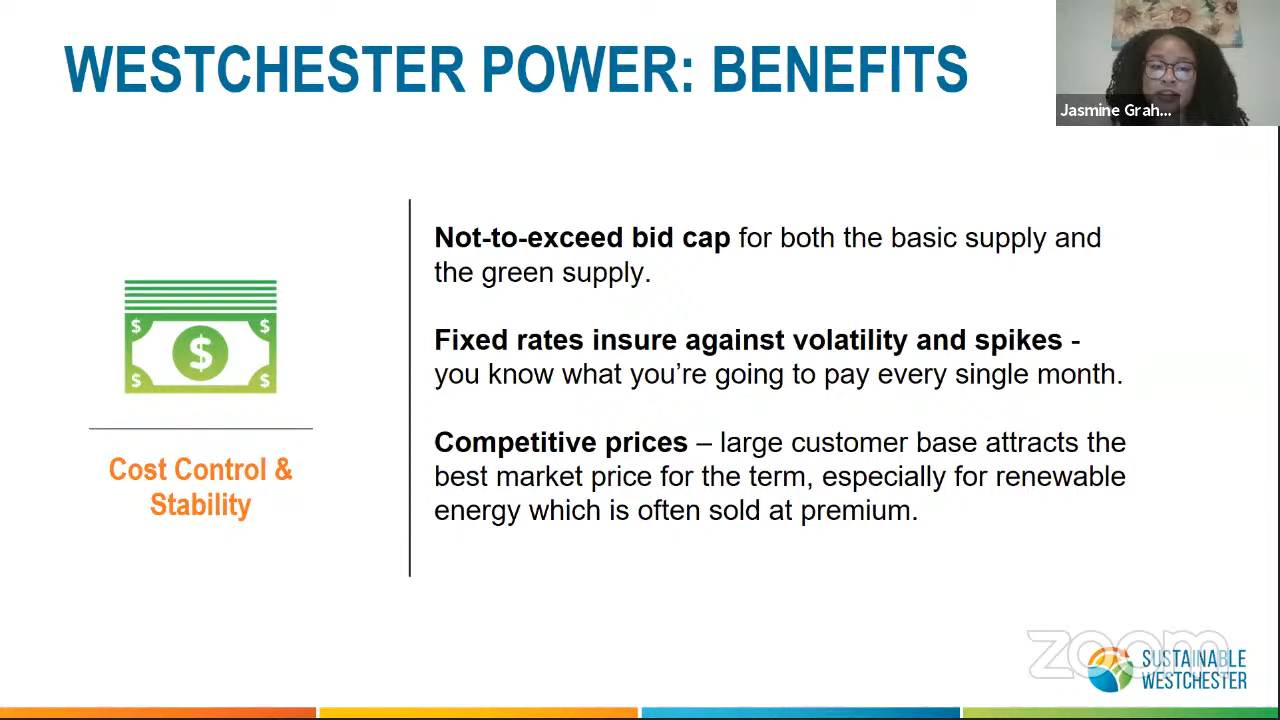 WESTCHESTER POWER: BENEFITS
Jasmine Grah...
Not-to-exceed bid cap for both the basic supply and
the green supply.
$ $
$
$ $
Fixed rates insure against volatility and spikes -
you know what you’re going to pay every single month.
Cost Control &
Stability
Competitive prices – large customer base attracts the
best market price for the term, especially for renewable
energy which is often sold at premium.
zoom
SUSTAINABLE
WESTCHESTER